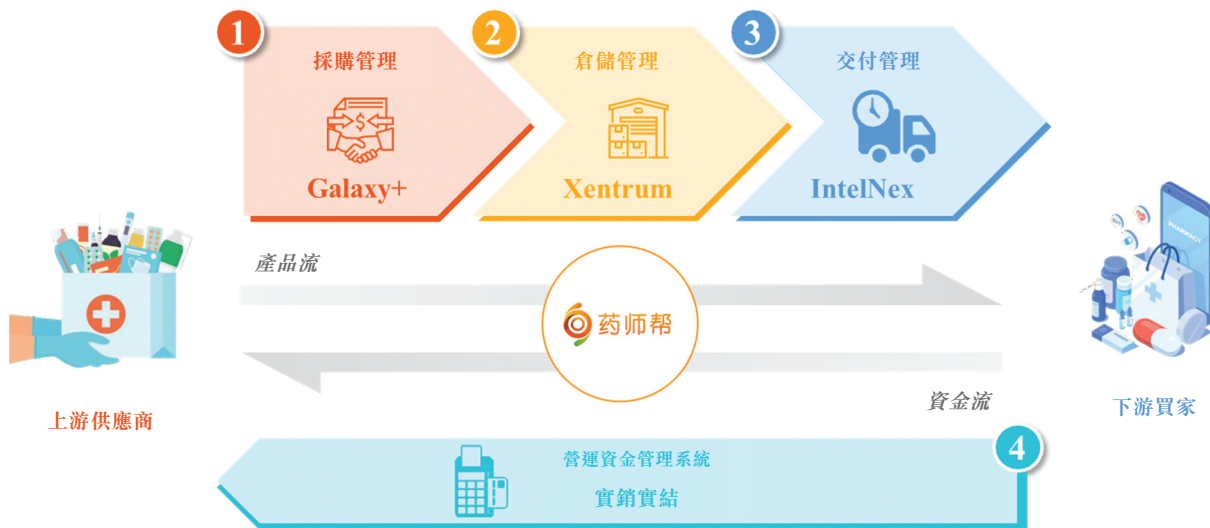 1
採購管理
Galaxy+
2
倉儲管理
Xentrum
3
交付管理
IntelNex
產品流
药师帮
資金流
PHARMACY
上游供應商
下游買家
4
營運資金管理系統
實銷實結
$